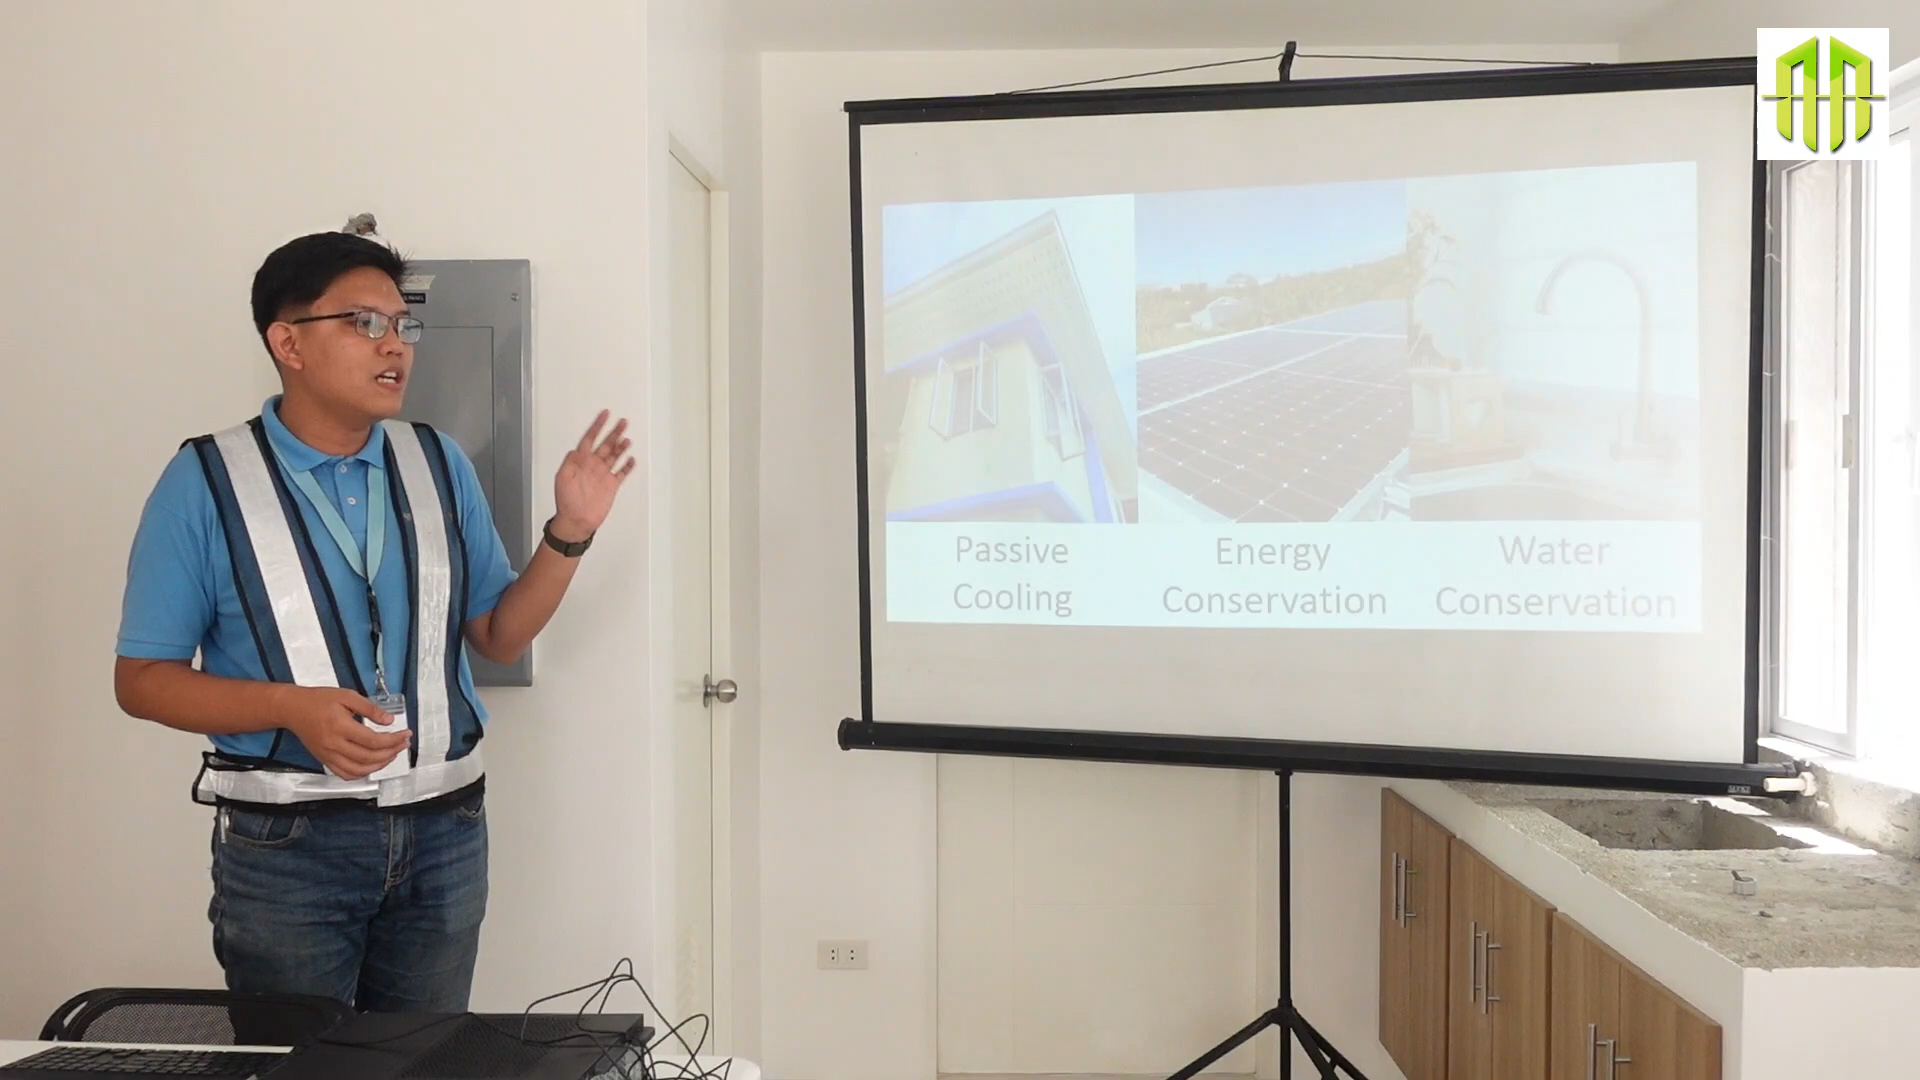 Passive
Cooling
Energy
Conservation
Water
Conservation